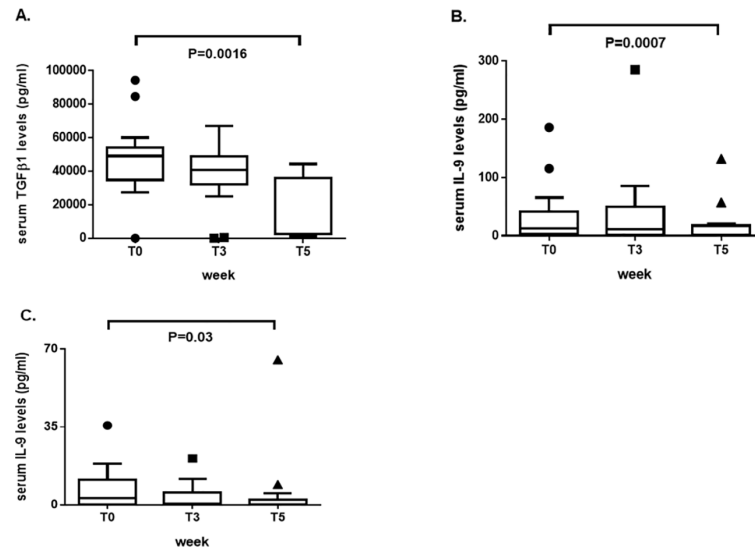 A.
P=0.0016
serum TGFβ1 levels (pg/ml)
100000
80000
60000
40000
20000
0
T0 T3 T5
week
B.
P=0.0007
serum IL-9 levels (pg/ml)
300
200
100
0
T0 T3 T5
week
C.
P=0.03
serum IL-9 levels (pg/ml)
70
35
0
T0 T3 T5
week